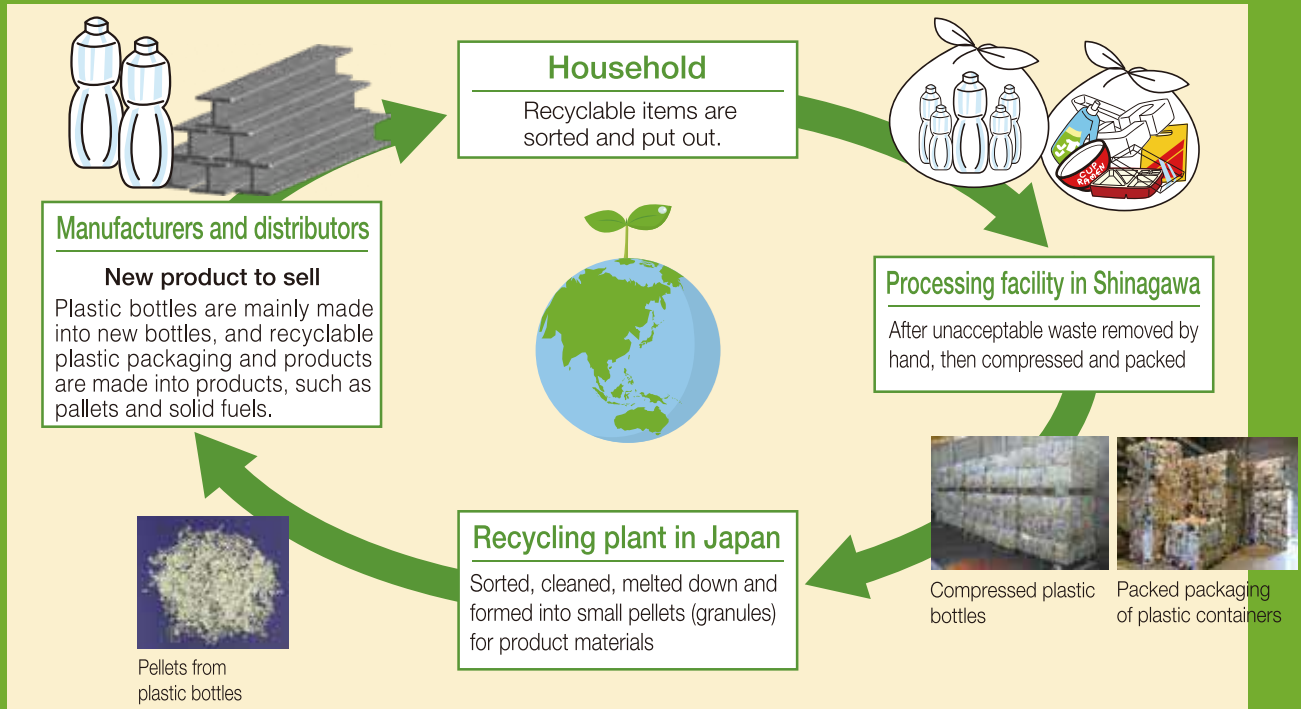 Household
Recyclable items are
sorted and put out.
CUP
RAMEN
Manufacturers and distributors
New product to sell
Plastic bottles are mainly made
into new bottles, and recyclable
plastic packaging and products
are made into products, such as
pallets and solid fuels.
Processing facility in Shinagawa
After unacceptable waste removed by
hand, then compressed and packed
Compressed plastic
bottles
Packed packaging
of plastic containers
Recycling plant in Japan
Sorted, cleaned, melted down and
formed into small pellets (granules)
for product materials
Pellets from
plastic bottles